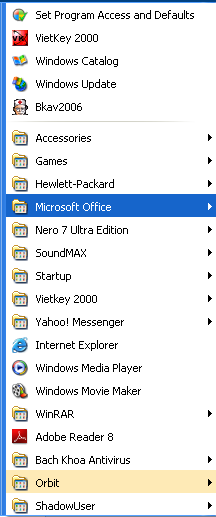 Set Program Access and Defaults
VietKey 2000
Windows Catalog
Windows Update
Bkav2006
Accessories
Games
Hewlett-Packard
Microsoft Office
Nero 7 Ultra Edition
SoundMAX
Startup
Vietkey 2000
Yahoo! Messenger
Internet Explorer
Windows Media Player
Windows Movie Maker
WinRAR
Adobe Reader 8
Bach Khoa Antivirus
Orbit
ShadowUser